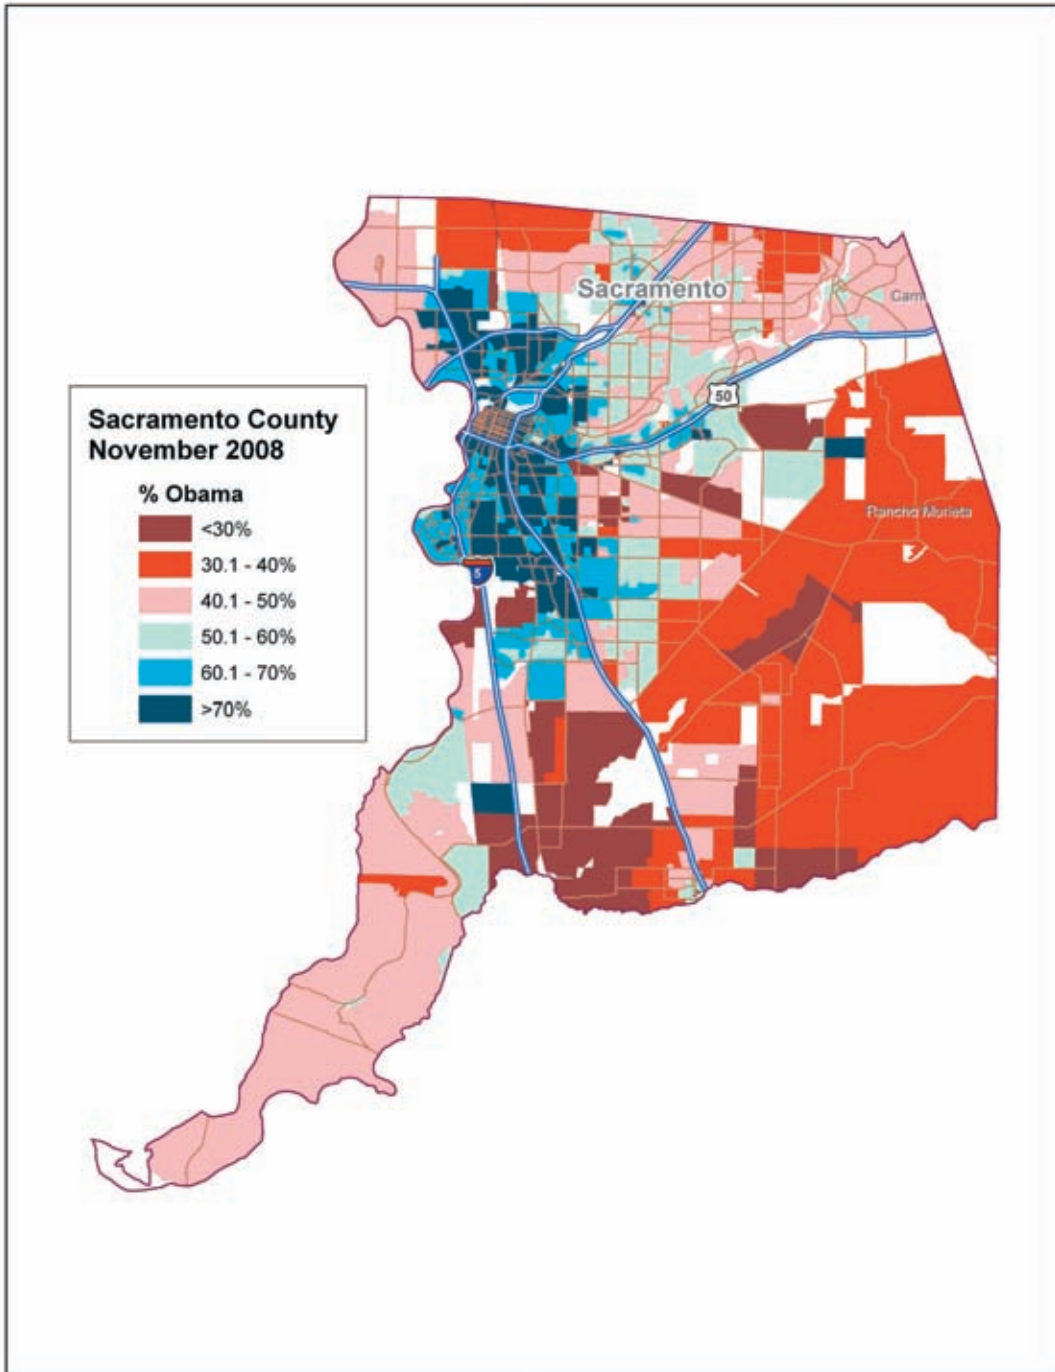 Sacramento
50
Sacramento County
November 2008
% Obama
<30%
30.1 - 40%
40.1 - 50%
50.1 - 60%
60.1 - 70%
>70%
Rancho Murieta
5